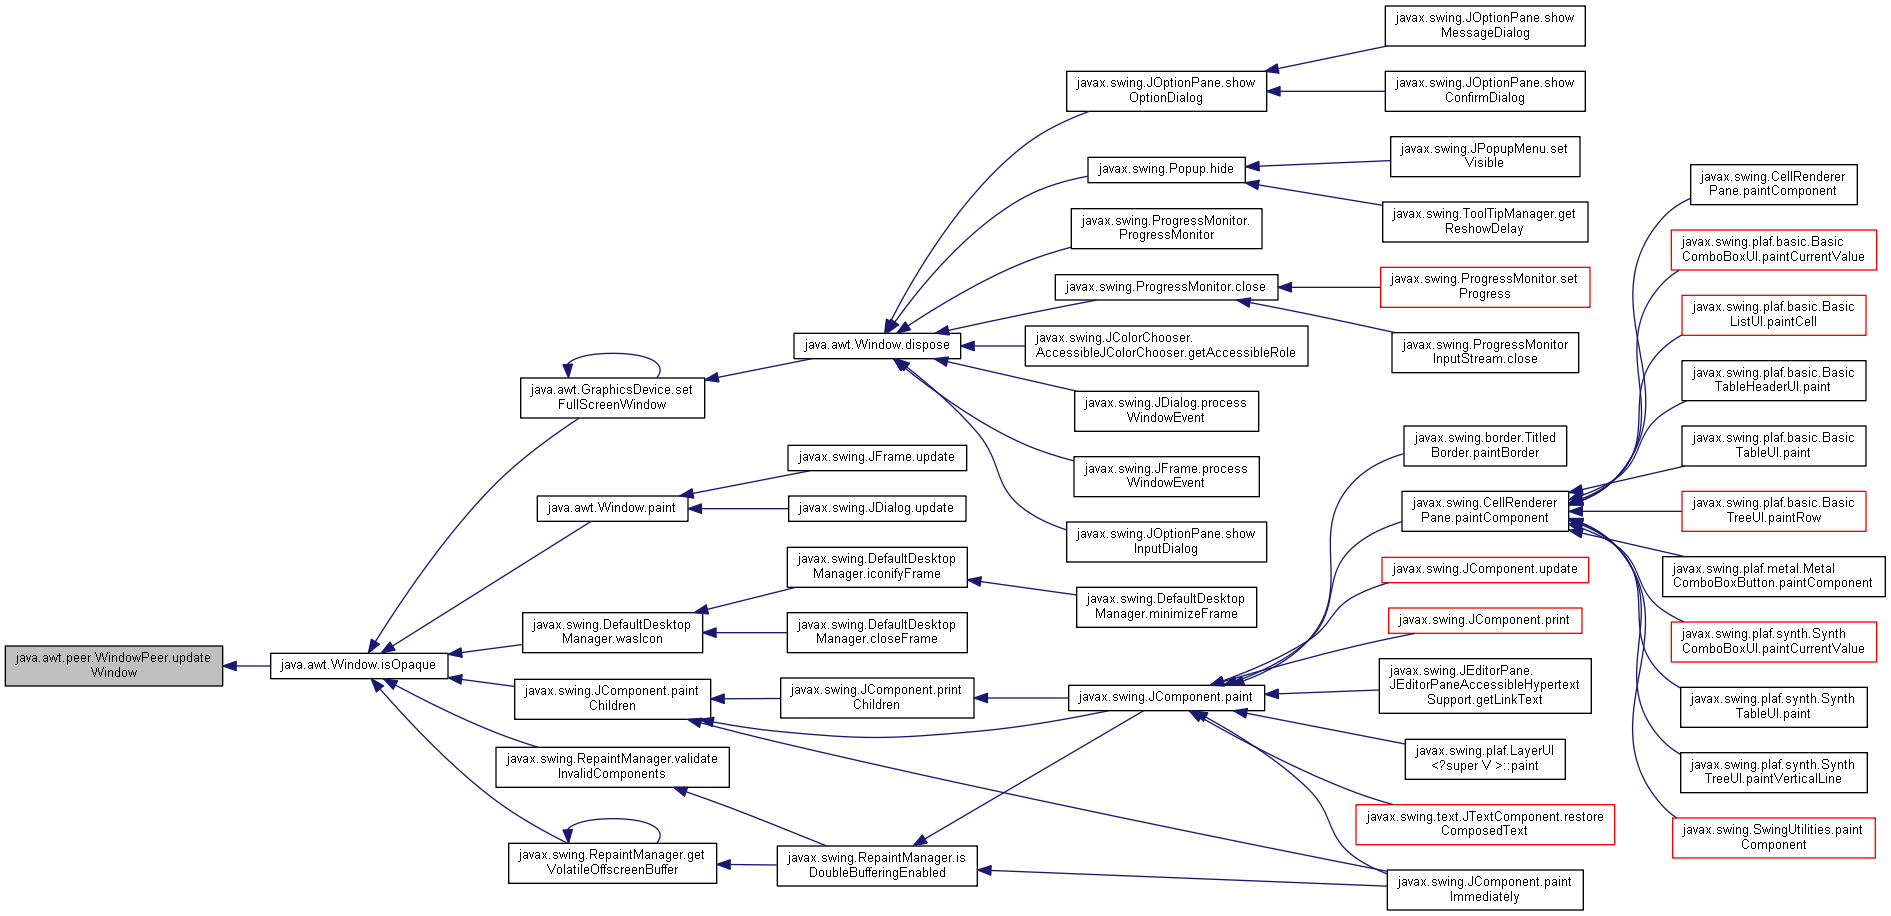 java.awt.peer.WindowPeer.update
Window
java.awt.Window.isOpaque
java.awt.GraphicsDevice.set
FullScreenWindow
java.awt.Window.paint
javax.swing.DefaultDesktop
Manager.wasIcon
javax.swing.JComponent.paint
Children
javax.swing.RepaintManager.validate
InvalidComponents
javax.swing.RepaintManager.get
VolatileOffscreenBuffer
java.awt.Window.dispose
javax.swing.JFrame.update
javax.swing.JDialog.update
javax.swing.DefaultDesktop
Manager.iconifyFrame
javax.swing.DefaultDesktop
Manager.closeFrame
javax.swing.JComponent.print
Children
javax.swing.RepaintManager.is
DoubleBufferingEnabled
javax.swing.JOptionPane.show
OptionDialog
javax.swing.Popup.hide
javax.swing.ProgressMonitor.
ProgressMonitor
javax.swing.ProgressMonitor.close
javax.swing.JColorChooser.
AccessibleJColorChooser.getAccessibleRole
javax.swing.JDialog.process
WindowEvent
javax.swing.JFrame.process
WindowEvent
javax.swing.JOptionPane.show
InputDialog
javax.swing.DefaultDesktop
Manager.minimizeFrame
javax.swing.JComponent.paint
javax.swing.JOptionPane.show
MessageDialog
javax.swing.JOptionPane.show
ConfirmDialog
javax.swing.JPopupMenu.set
Visible
javax.swing.ToolTipManager.get
ReshowDelay
javax.swing.ProgressMonitor.set
Progress
javax.swing.ProgressMonitor
InputStream.close
javax.swing.border.Titled
Border.paintBorder
javax.swing.CellRenderer
Pane.paintComponent
javax.swing.JComponent.update
javax.swing.JComponent.print
javax.swing.JEditorPane.
JEditorPaneAccessibleHypertext
Support.getLinkText
javax.swing.plaf.LayerUI
<?super V >::paint
javax.swing.text.JTextComponent.restore
ComposedText
javax.swing.JComponent.paint
Immediately
javax.swing.CellRenderer
Pane.paintComponent
javax.swing.plaf.basic.Basic
ComboBoxUI.paintCurrentValue
javax.swing.plaf.basic.Basic
ListUI.paintCell
javax.swing.plaf.basic.Basic
TableHeaderUI.paint
javax.swing.plaf.basic.Basic
TableUI.paint
javax.swing.plaf.basic.Basic
TreeUI.paintRow
javax.swing.plaf.metal.Metal
ComboBoxButton.paintComponent
javax.swing.plaf.synth.Synth
ComboBoxUI.paintCurrentValue
javax.swing.plaf.synth.Synth
TableUI.paint
javax.swing.plaf.synth.Synth
TreeUI.paintVerticalLine
javax.swing.SwingUtilities.paint
Component